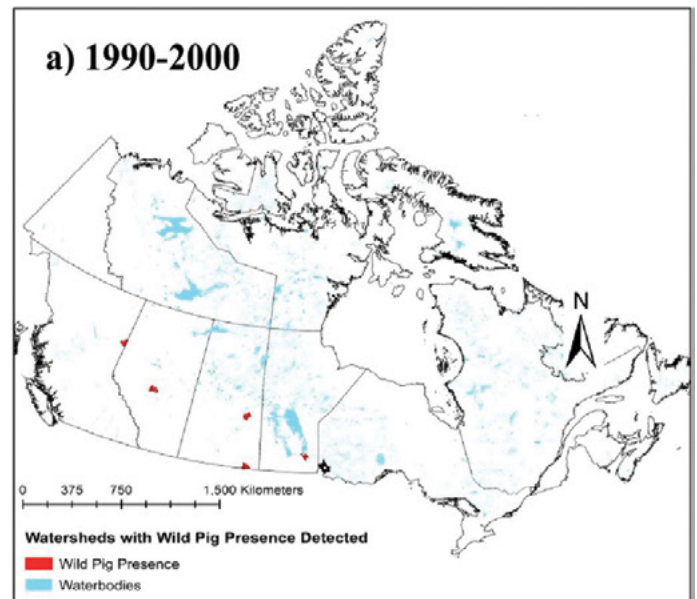 a) 1990-2000
N
0 375 750 1,500 Kilometers
Watersheds with Wild Pig Presence Detected
Wild Pig Presence
Waterbodies